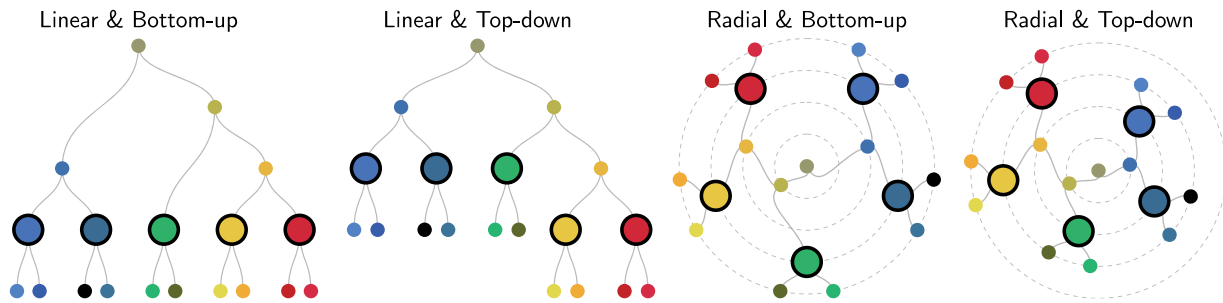 Linear & Bottom-up
Linear & Top-down
Radial & Bottom-up
Radial & Top-down